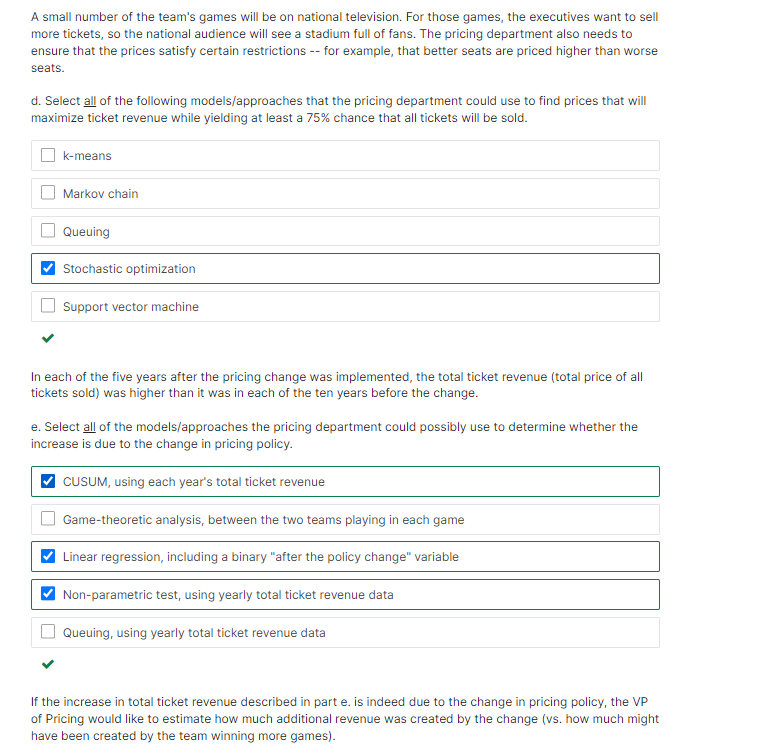 A small number of the team's games will be on national television. For those games, the executives want to sell
more tickets, so the national audience will see a stadium full of fans. The pricing department also needs to
ensure that the prices satisfy certain restrictions -- for example, that better seats are priced higher than worse
seats.
d. Select all of the following models/approaches that the pricing department could use to find prices that will
maximize ticket revenue while yielding at least a 75% chance that all tickets will be sold.
k-means
Markov chain
Queuing
Stochastic optimization
Support vector machine
In each of the five years after the pricing change was implemented, the total ticket revenue (total price of all
tickets sold) was higher than it was in each of the ten years before the change.
e. Select all of the models/approaches the pricing department could possibly use to determine whether the
increase is due to the change in pricing policy.
CUSUM, using each year's total ticket revenue
Game-theoretic analysis, between the two teams playing in each game
Linear regression, including a binary "after the policy change" variable
Non-parametric test, using yearly total ticket revenue data
Queuing, using yearly total ticket revenue data
If the increase in total ticket revenue described in part e. is indeed due to the change in pricing policy, the VP
of Pricing would like to estimate how much additional revenue was created by the change (vs. how much might
have been created by the team winning more games).